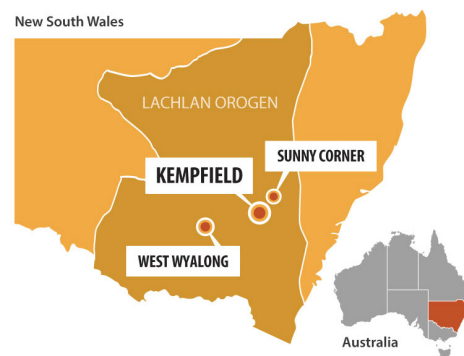 New South Wales
LACHLAN OROGEN
SUNNY CORNER
KEMPFIELD
WEST WYALONG
Australia